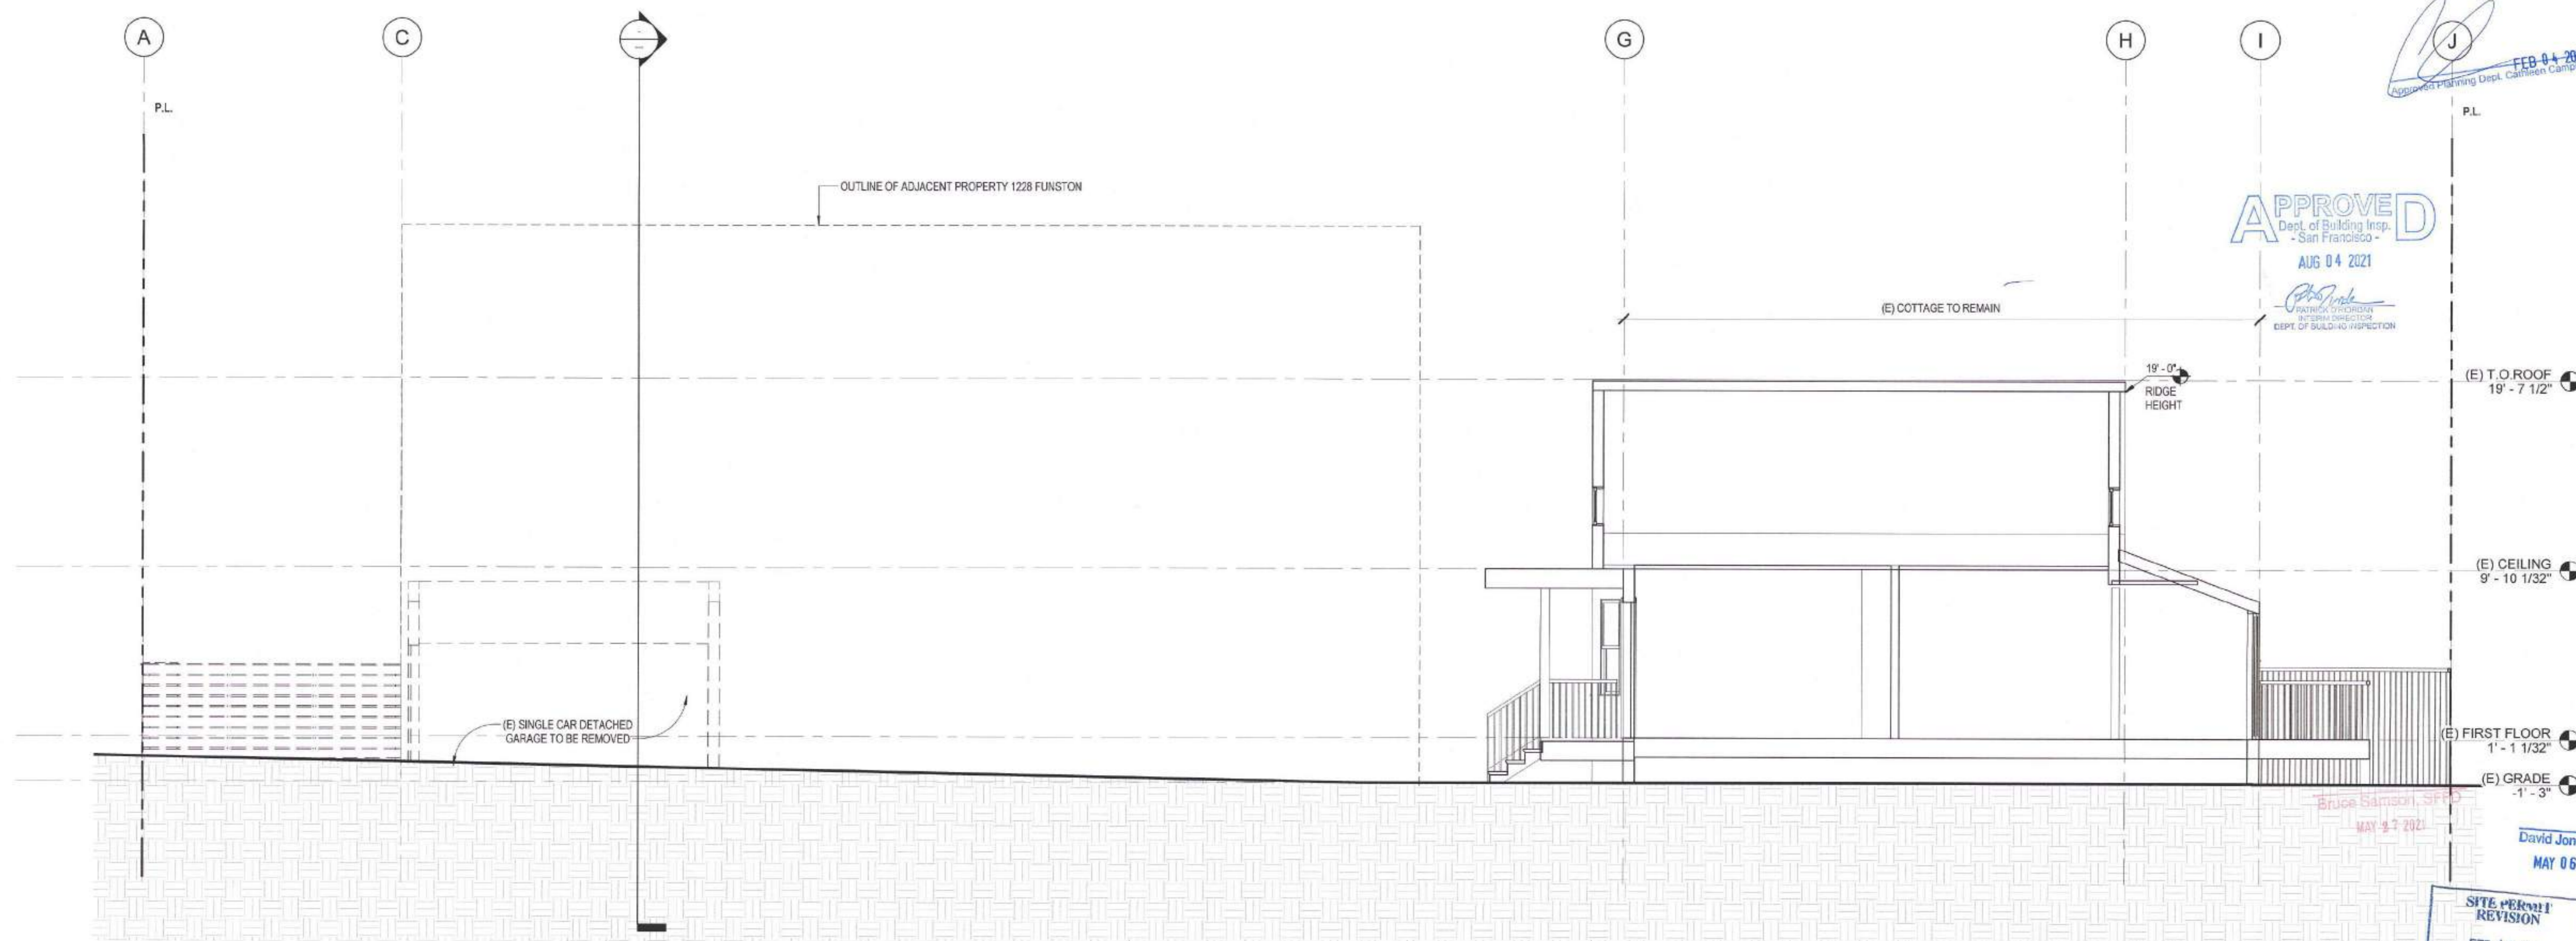 A
C
G
H
I
J
FEB 04 20
Approved Planning Dept. Cathleen Camp
P.L.
P.L.
OUTLINE OF ADJACENT PROPERTY 1228 FUNSTON
APPROVED
Dept. of Building Insp.
- San Francisco -
AUG 04 2021
PATRICK O'RIORDAN
INTERIM DIRECTOR
DEPT. OF BUILDING INSPECTION
(E) COTTAGE TO REMAIN
19' - 0"
RIDGE
HEIGHT
(E) T.O.ROOF
19' - 7 1/2"
(E) CEILING
9' - 10 1/32"
(E) SINGLE CAR DETACHED
GARAGE TO BE REMOVED
(E) FIRST FLOOR
1' - 1 1/32"
(E) GRADE
-1' - 3"
Bruce Samson, SFFD
MAY 27 2021
David Jon
MAY 06
SITE PERMIT
REVISION